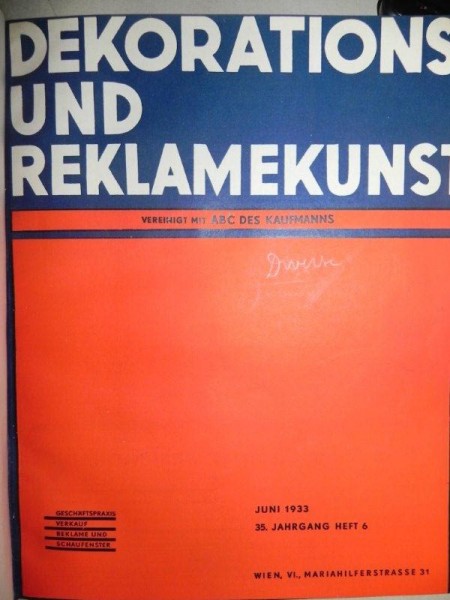 DEKORATIONS
UND
REKLAMEKUNST
VEREINIGT MIT ABC DES KAUFMANNS
Diverse
GESCHÄFTSPRAXIS
VERKAUF
REKLAME UND
SCHAUFENSTER
JUNI 1933
35. JAHRGANG HEFT 6
WIEN, VI., MARIAHILFERSTRASSE 31